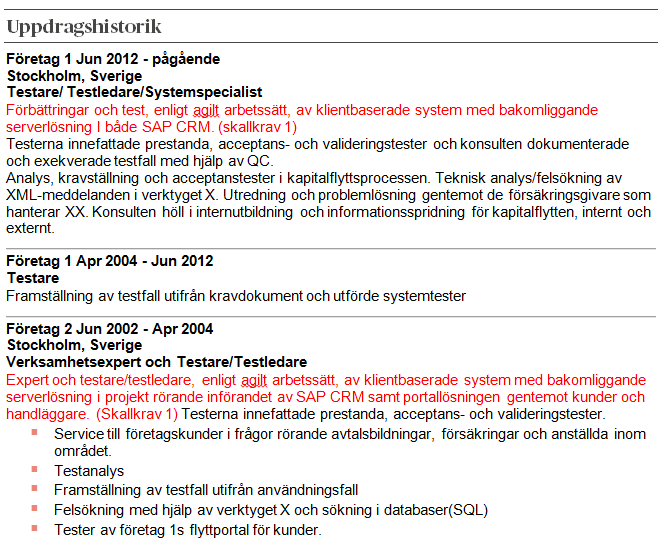 Uppdragshistorik
Företag 1 Jun 2012 - pågående
Stockholm, Sverige
Testare/ Testledare/Systemspecialist
Förbättringar och test, enligt agilt arbetssätt, av klientbaserade system med bakomliggande
serverlösning I både SAP CRM. (skallkrav 1)
Testerna innefattade prestanda, acceptans- och valideringstester och konsulten dokumenterade
och exekverade testfall med hjälp av QC.
Analys, kravställning och acceptanstester i kapitalflyttsprocessen. Teknisk analys/felsökning av
XML-meddelanden i verktyget X. Utredning och problemlösning gentemot de försäkringsgivare som
hanterar XX. Konsulten höll i internutbildning och informationsspridning för kapitalflytten, internt och
externt.
Företag 1 Apr 2004 - Jun 2012
Testare
Framställning av testfall utifrån kravdokument och utförde systemtester
Företag 2 Jun 2002 - Apr 2004
Stockholm, Sverige
Verksamhetsexpert och Testare/Testledare
Expert och testare/testledare, enligt agilt arbetssätt, av klientbaserade system med bakomliggande
serverlösning i projekt rörande införandet av SAP CRM samt portallösningen gentemot kunder och
handläggare. (Skallkrav 1) Testerna innefattade prestanda, acceptans- och valideringstester.
▪ Service till företagskunder i frågor rörande avtalsbildningar, försäkringar och anställda inom
området.
▪ Testanalys
▪ Framställning av testfall utifrån användningsfall
▪ Felsökning med hjälp av verktyget X och sökning i databaser(SQL)
▪ Tester av företag 1s flyttportal för kunder.